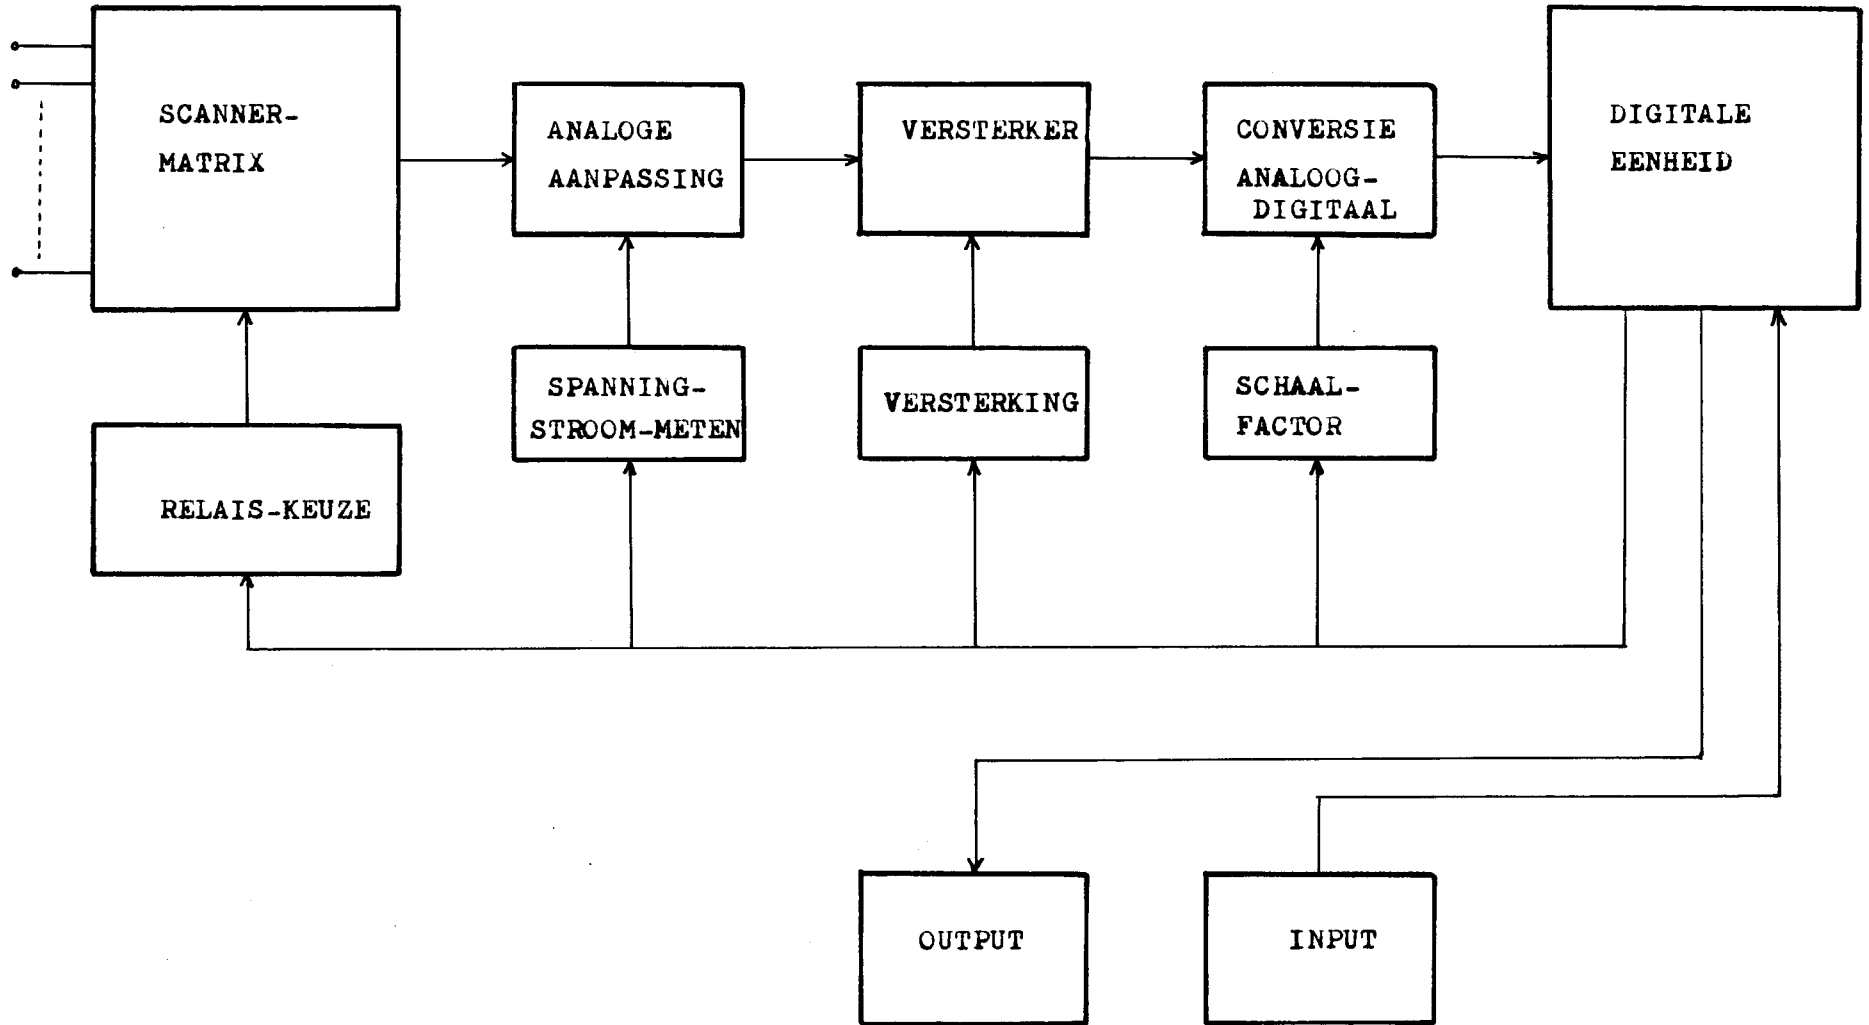 SCANNER-
MATRIX
ANALOGE
AANPASSING
VERSTERKER
CONVERSIE
ANALOOG-
DIGITAAL
DIGITALE
EENHEID
RELAIS-KEUZE
SPANNING-
STROOM-METEN
VERSTERKING
SCHAAL-
FACTOR
OUTPUT
INPUT